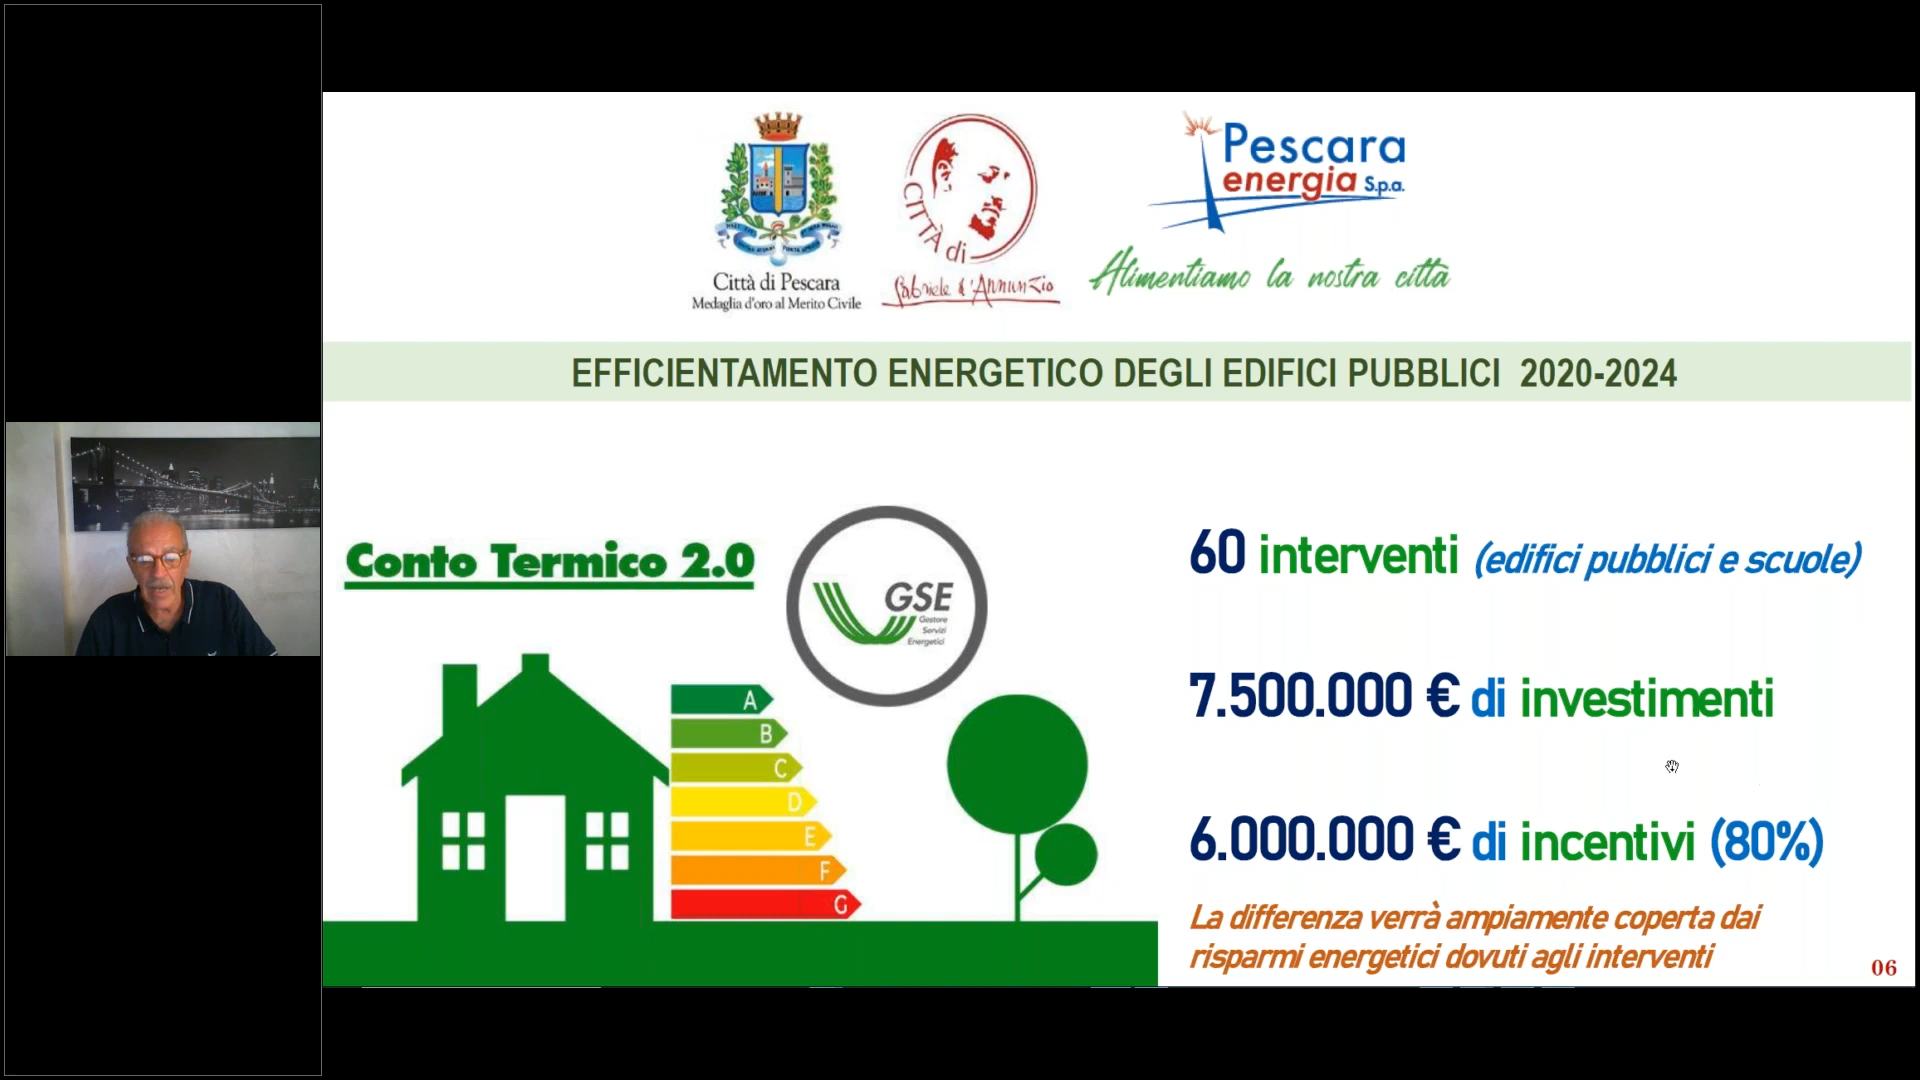 Pescara
energia S.p.a.
CITTÀ di
Città di Pescara
Medaglia d'oro al Merito Civile
Gabriele d'Annunzio
Alimentiamo la nostra città
EFFICIENTAMENTO ENERGETICO DEGLI EDIFICI PUBBLICI 2020-2024
Conto Termico 2.0
GSE
Gestore
Servizi
Energetici
A
B
C
D
E
F
G
60 interventi (edifici pubblici e scuole)
7.500.000 € di investimenti
6.000.000 € di incentivi (80%)
La differenza verrà ampiamente coperta dai
risparmi energetici dovuti agli interventi
06